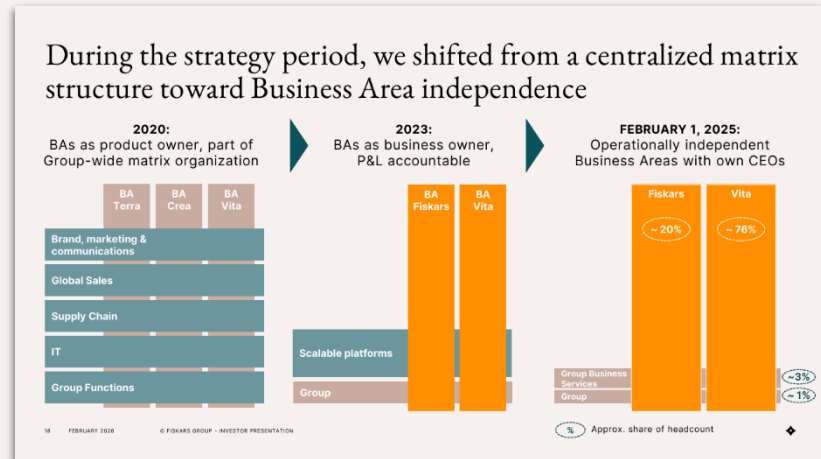 During the strategy period, we shifted from a centralized matrix
structure toward Business Area independence
2020:
BAs as product owner, part of
Group-wide matrix organization
2023:
BAs as business owner,
P&L accountable
FEBRUARY 1, 2025:
Operationally independent
Business Areas with own CEOs
BA
Terra
BA
Crea
BA
Vita
Brand, marketing &
communications
Global Sales
Supply Chain
IT
Group Functions
BA
Fiskars
BA
Vita
Scalable platforms
Group
Fiskars
Vita
~ 20%
~ 76%
Group Business
Services
~3%
Group
~ 1%
% Approx. share of headcount
18 FEBRUARY 2026 © FISKARS GROUP - INVESTOR PRESENTATION